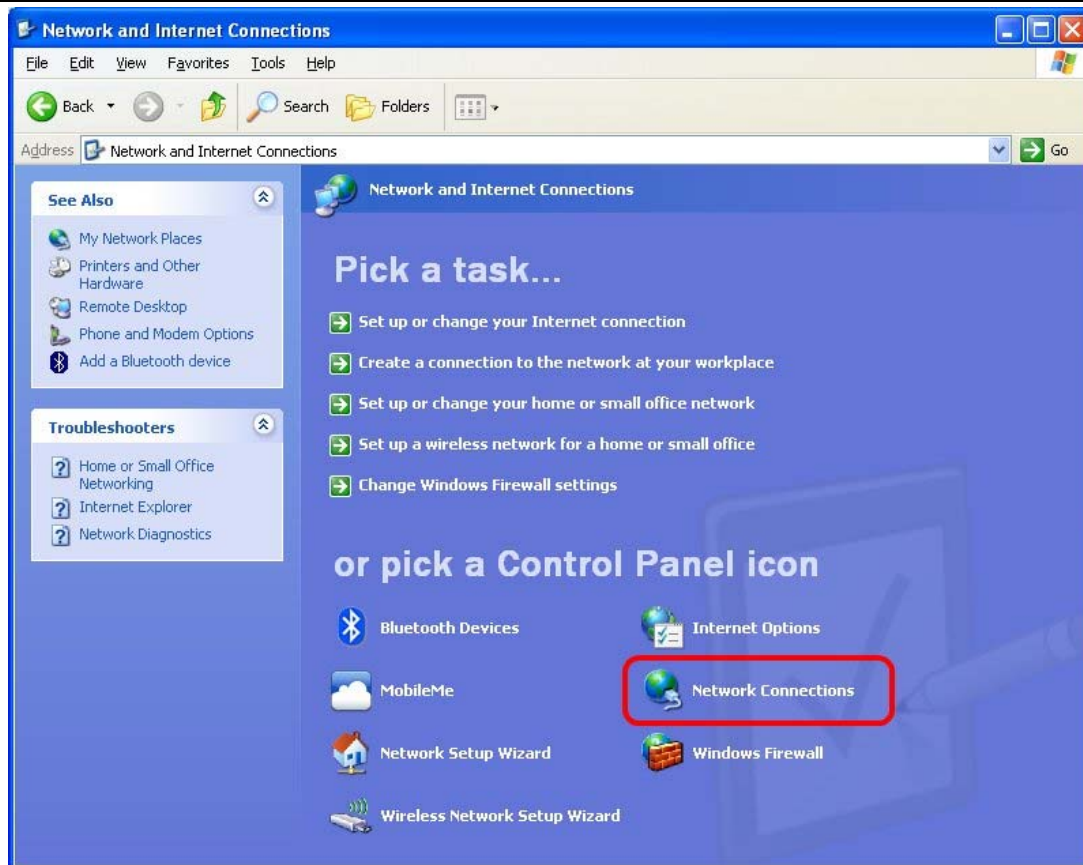 Network and Internet Connections
File Edit View Favorites Tools Help
Back Search Folders
Address Network and Internet Connections Go
See Also
My Network Places
Printers and Other
Hardware
Remote Desktop
Phone and Modem Options
Add a Bluetooth device
Troubleshooters
Home or Small Office
Networking
Internet Explorer
Network Diagnostics
Network and Internet Connections
Pick a task...
Set up or change your Internet connection
Create a connection to the network at your workplace
Set up or change your home or small office network
Set up a wireless network for a home or small office
Change Windows Firewall settings
or pick a Control Panel icon
Bluetooth Devices
Internet Options
MobileMe
Network Connections
Network Setup Wizard
Windows Firewall
Wireless Network Setup Wizard